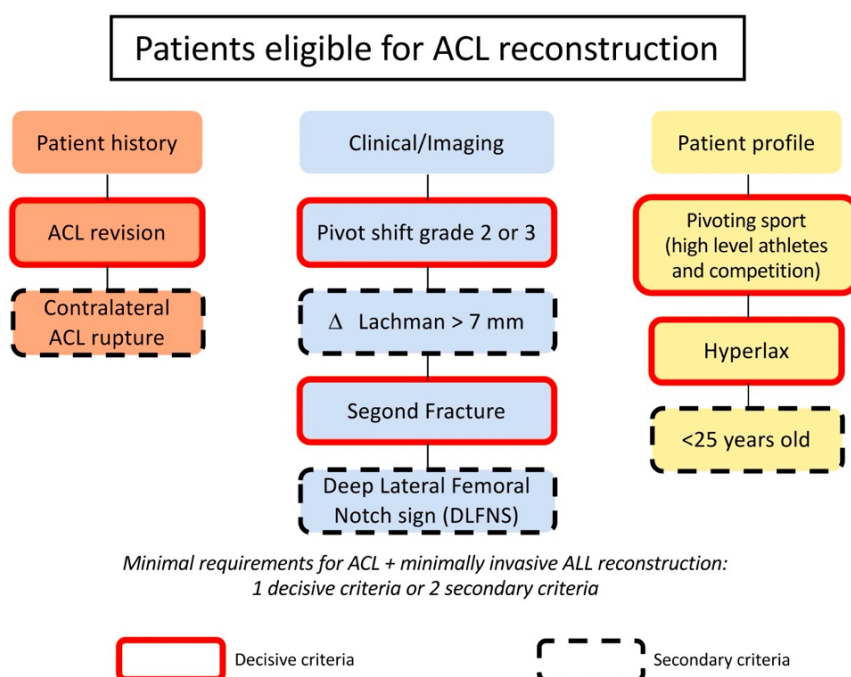 Patients eligible for ACL reconstruction
Patient history
ACL revision
Contralateral
ACL rupture
Clinical/Imaging
Pivot shift grade 2 or 3
Δ Lachman > 7 mm
Segond Fracture
Deep Lateral Femoral
Notch sign (DLFNS)
Patient profile
Pivoting sport
(high level athletes
and competition)
Hyperlax
<25 years old
Minimal requirements for ACL + minimally invasive ALL reconstruction:
1 decisive criteria or 2 secondary criteria
Decisive criteria
Secondary criteria